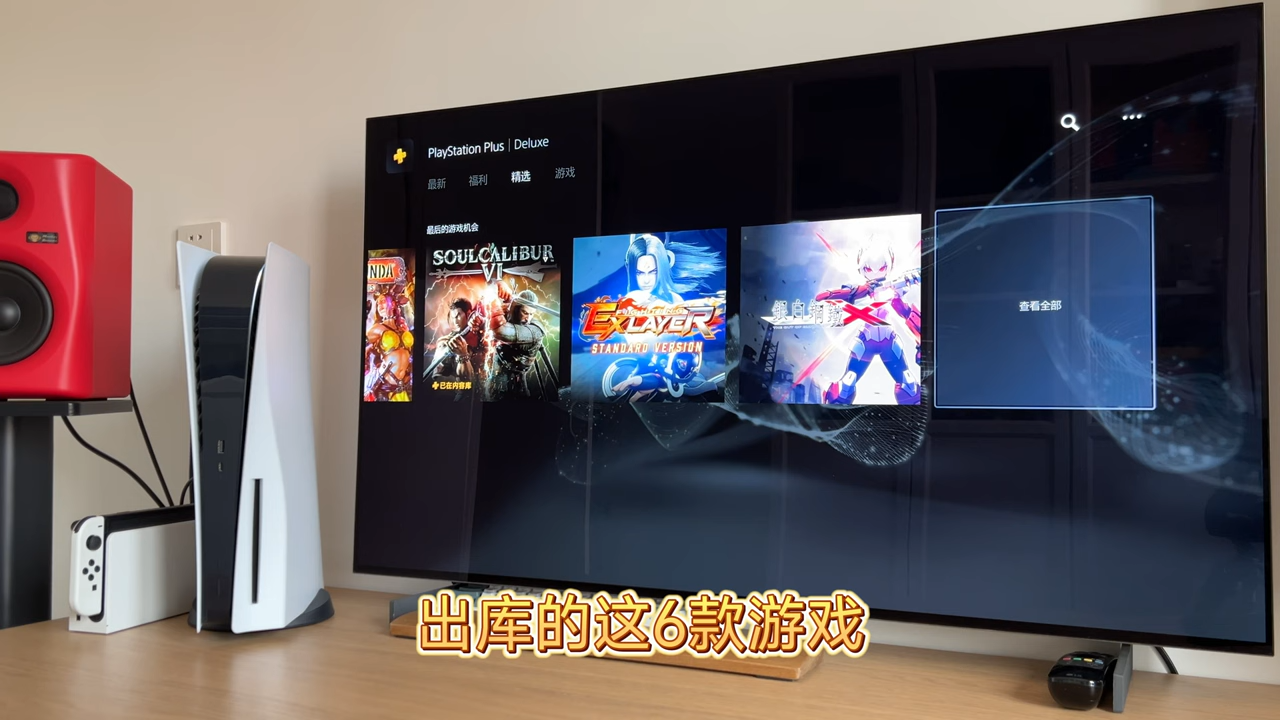 PlayStation Plus | Deluxe
最新 福利 精选 游戏
最后的游戏机会
NDA
SOULCALIBUR
VI
已在内容库
EXLAYER
STANDARD VERSION
银白钢铁X
查看全部
出库的这6款游戏